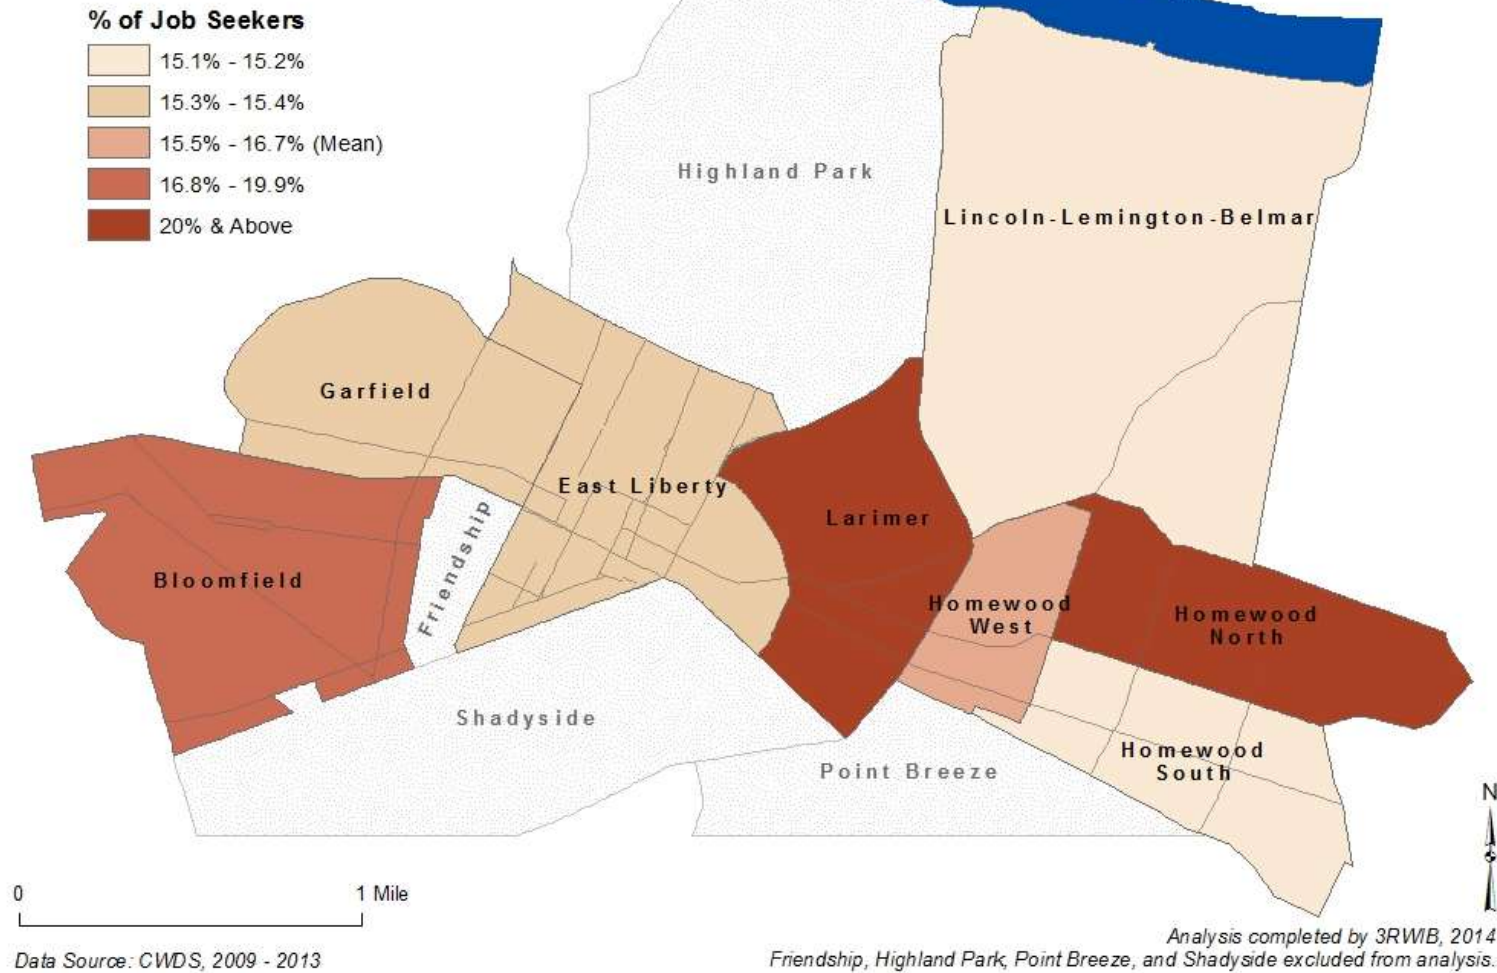 % of Job Seekers
15.1% - 15.2%
15.3% - 15.4%
15.5% - 16.7% (Mean)
16.8% - 19.9%
20% & Above
Highland Park
Lincoln-Lemington-Belmar
Garfield
East Liberty
Larimer
Friendship
Bloomfield
Homewood
West
Homewood
North
Shadyside
Point Breeze
Homewood
South
N
0
1 Mile
Data Source: CWDS, 2009 - 2013
Analysis completed by 3RWIB, 2014
Friendship, Highland Park, Point Breeze, and Shadyside excluded from analysis.